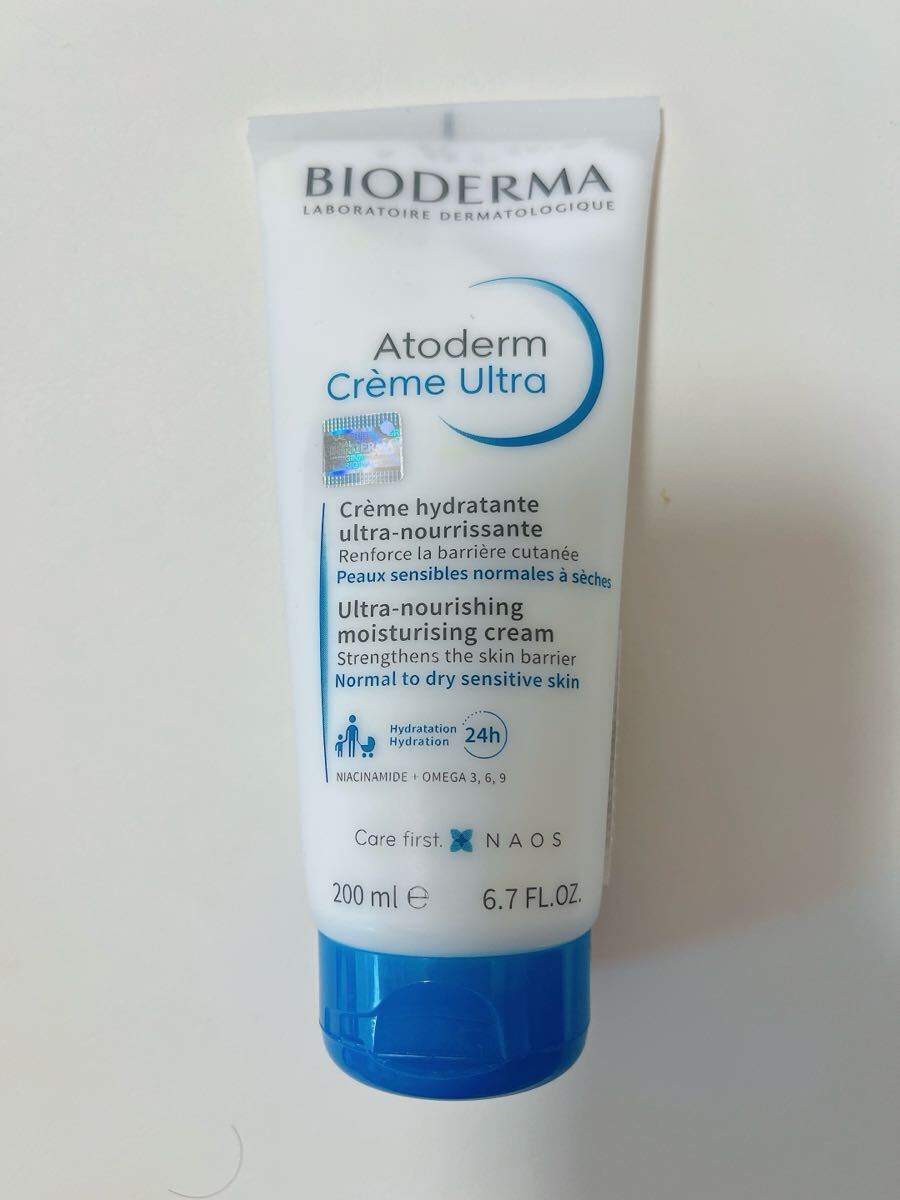 BIODERMA
LABORATOIRE DERMATOLOGIQUE
Atoderm
Crème Ultra
Crème hydratante
ultra-nourrissante
Renforce la barrière cutanée
Peaux sensibles normales à sèches
Ultra-nourishing
moisturising cream
Strengthens the skin barrier
Normal to dry sensitive skin
Hydratation
Hydration
24h
NIACINAMIDE + OMEGA 3, 6, 9
Care first. NAOS
200 ml ℮ 6.7 FL.OZ.